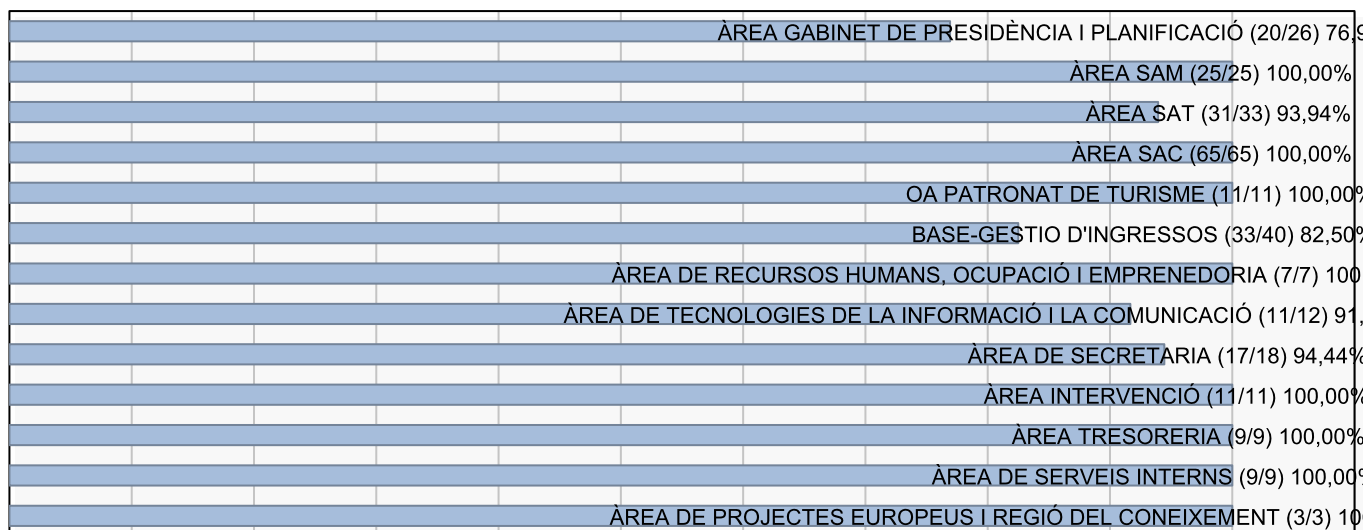 ÀREA GABINET DE PRESIDÈNCIA I PLANIFICACIÓ (20/26) 76,9
ÀREA SAM (25/25) 100,00%
ÀREA SAT (31/33) 93,94%
ÀREA SAC (65/65) 100,00%
OA PATRONAT DE TURISME (11/11) 100,00%
BASE-GESTIO D'INGRESSOS (33/40) 82,50%
ÀREA DE RECURSOS HUMANS, OCUPACIÓ I EMPRENEDORIA (7/7) 100
ÀREA DE TECNOLOGIES DE LA INFORMACIÓ I LA COMUNICACIÓ (11/12) 91,
ÀREA DE SECRETARIA (17/18) 94,44%
ÀREA INTERVENCIÓ (11/11) 100,00%
ÀREA TRESORERIA (9/9) 100,00%
ÀREA DE SERVEIS INTERNS (9/9) 100,00%
ÀREA DE PROJECTES EUROPEUS I REGIÓ DEL CONEIXEMENT (3/3) 10